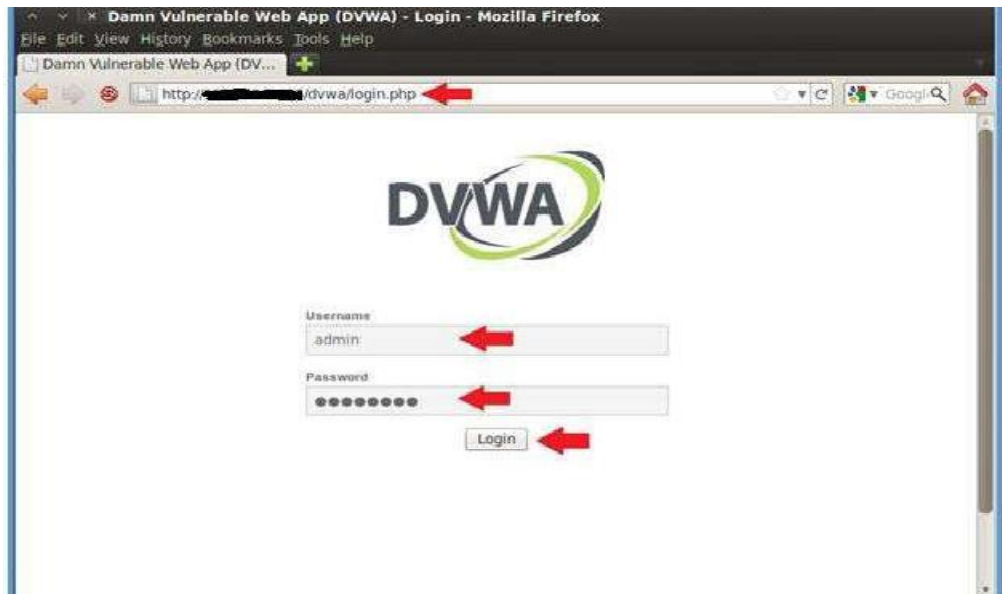 Damn Vulnerable Web App (DVWA) - Login - Mozilla Firefox
File Edit View History Bookmarks Tools Help
Damn Vulnerable Web App (DV...
http:// /dvwa/login.php Googl
DVWA
Username
admin
Password
Login